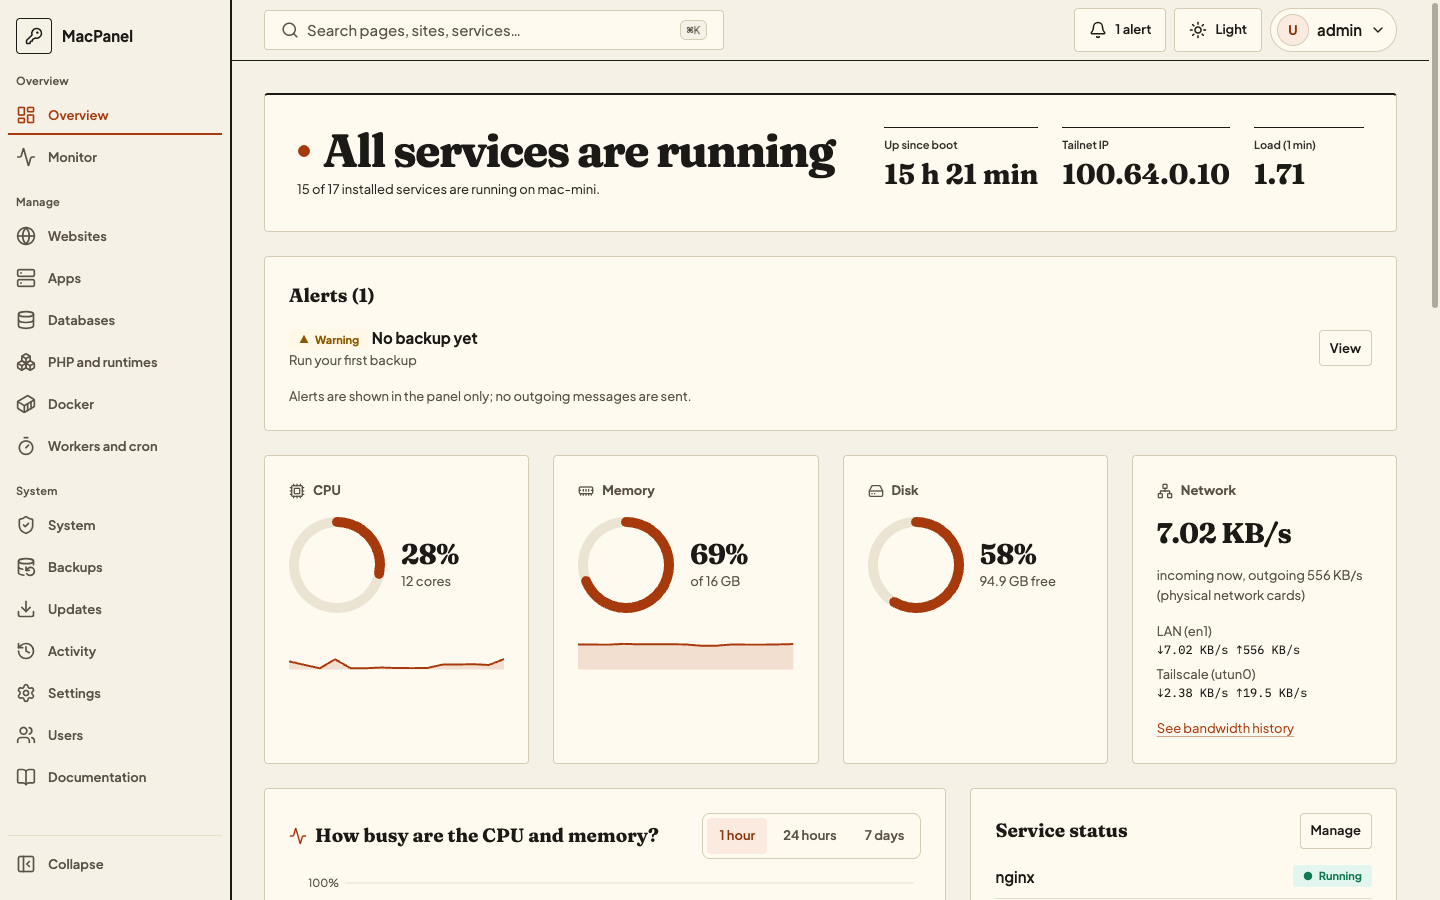 MacPanel
Search pages, sites, services...
⌘K
1 alert
Light
U
admin
Overview
Overview
Monitor
Manage
Websites
Apps
Databases
PHP and runtimes
Docker
Workers and cron
System
System
Backups
Updates
Activity
Settings
Users
Documentation
Collapse
All services are running
15 of 17 installed services are running on mac-mini.
Up since boot
15 h 21 min
Tailnet IP
100.64.0.10
Load (1 min)
1.71
Alerts (1)
Warning No backup yet
Run your first backup
View
Alerts are shown in the panel only; no outgoing messages are sent.
CPU
28%
12 cores
Memory
69%
of 16 GB
Disk
58%
94.9 GB free
Network
7.02 KB/s
incoming now, outgoing 556 KB/s
(physical network cards)
LAN (en1)
↓7.02 KB/s ↑556 KB/s
Tailscale (utun0)
↓2.38 KB/s ↑19.5 KB/s
See bandwidth history
How busy are the CPU and memory?
1 hour
24 hours
7 days
100%
Service status
Manage
nginx
Running